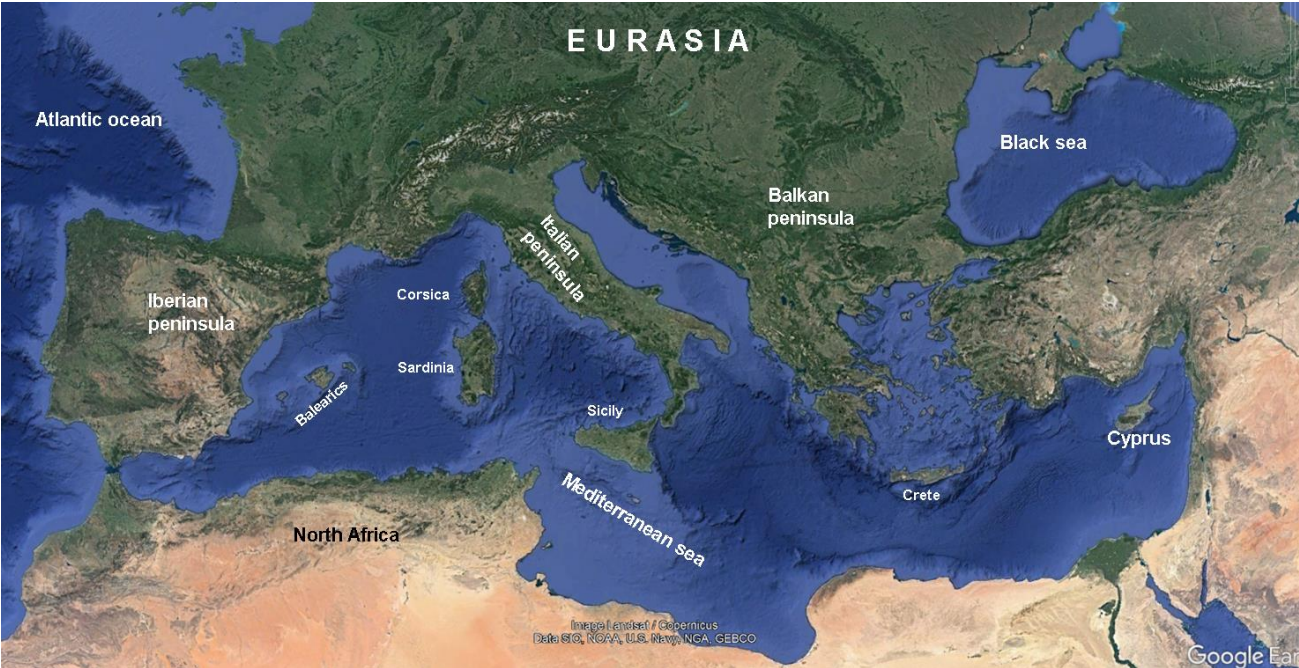 EURASIA
Atlantic ocean
Black sea
Balkan
peninsula
Italian
peninsula
Iberian
peninsula
Corsica
Sardinia
Balearics
Sicily
Cyprus
Crete
Mediterranean sea
North Africa
Image Landsat / Copernicus
Data SIO, NOAA, U.S. Navy, NGA, GEBCO
Google Ear